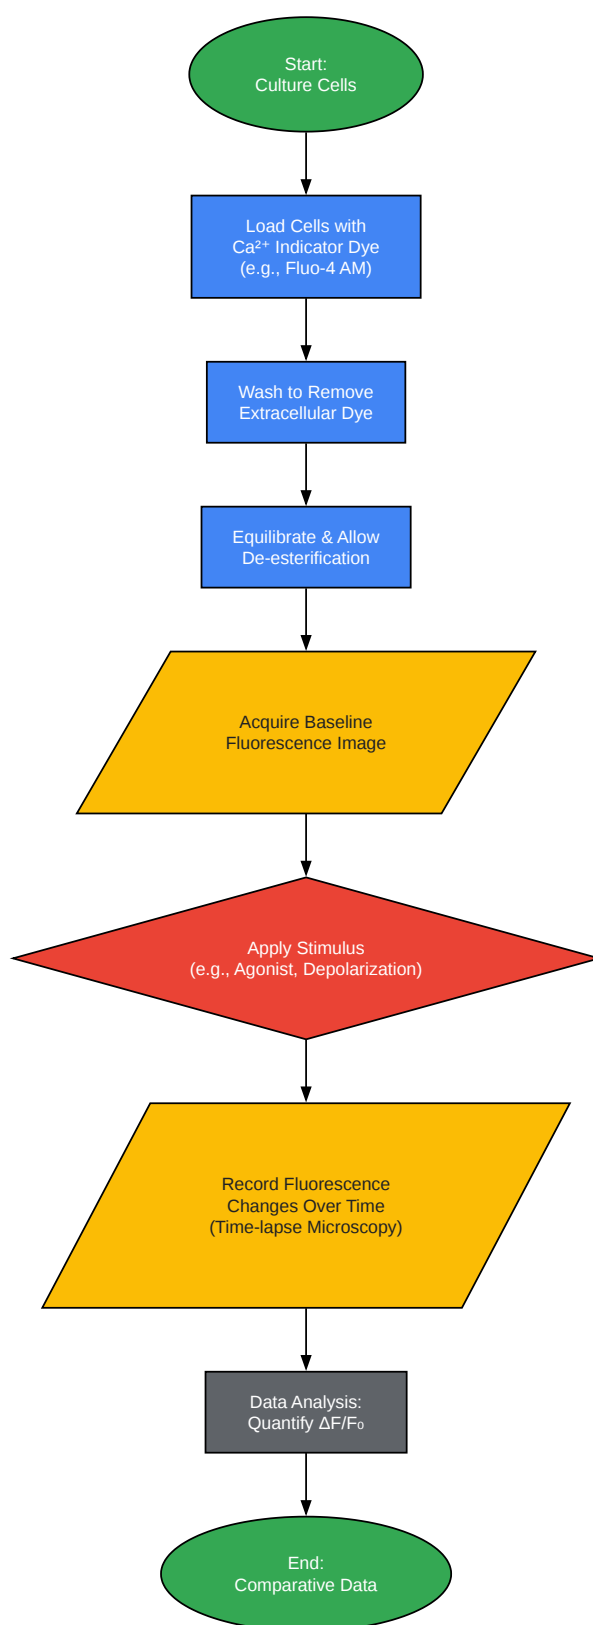 Start:
Culture Cells
Load Cells with
Ca²⁺ Indicator Dye
(e.g., Fluo-4 AM)
Wash to Remove
Extracellular Dye
Equilibrate & Allow
De-esterification
Acquire Baseline
Fluorescence Image
Apply Stimulus
(e.g., Agonist, Depolarization)
Record Fluorescence
Changes Over Time
(Time-lapse Microscopy)
Data Analysis:
Quantify ΔF/F₀
End:
Comparative Data